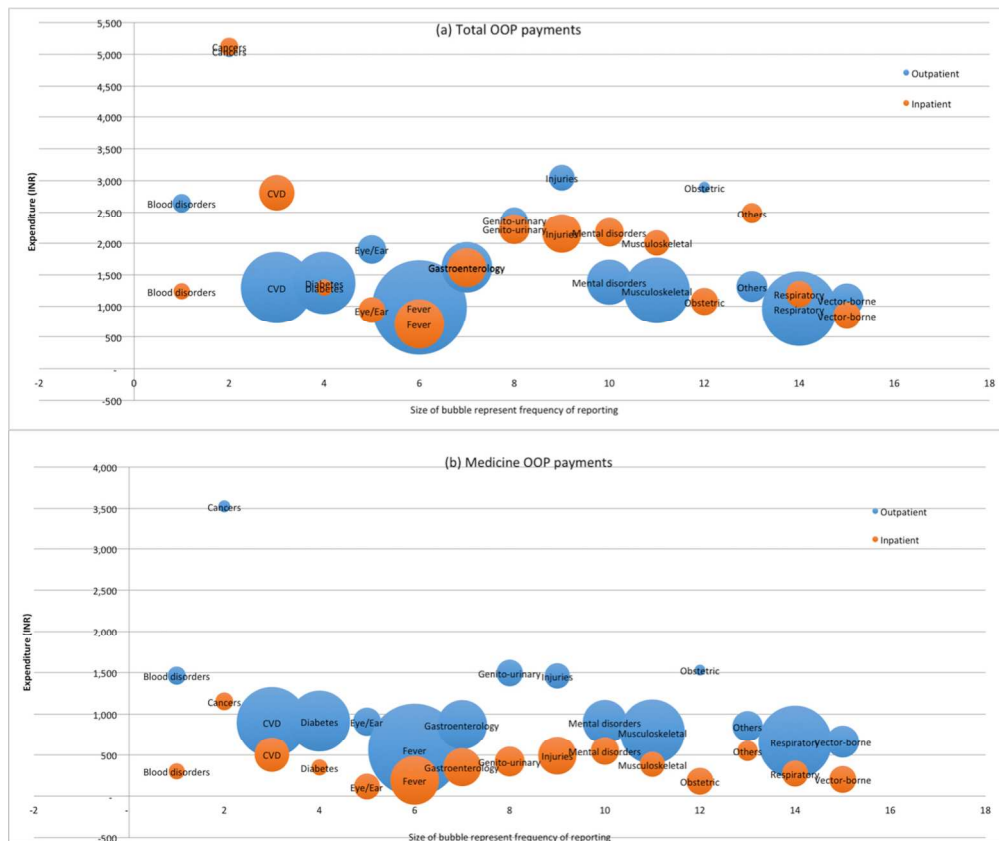 (a) Total OOP payments
5,500
5,000
4,500
4,000
3,500
3,000
2,500
2,000
1,500
1,000
500
-
-500
Expenditure (INR)
Outpatient
Inpatient
Cancers
Cancers
CVD
Blood disorders
Injuries
Obstetric
Genito-urinary
Genito-urinary
Injuries
Mental disorders
Others
Musculoskeletal
Eye/Ear
Gastroenterology
CVD
Diabetes
Diabetes
Blood disorders
Mental disorders
Musculoskeletal
Others
Respiratory
Respiratory
Vector-borne
Vector-borne
Obstetric
Eye/Ear
Fever
Fever
-2 0 2 4 6 8 10 12 14 16 18
Size of bubble represent frequency of reporting
(b) Medicine OOP payments
4,000
3,500
3,000
2,500
2,000
1,500
1,000
500
-
-500
Expenditure (INR)
Outpatient
Inpatient
Cancers
Blood disorders
Genito-urinary
Injuries
Obstetric
Cancers
CVD
Diabetes
Eye/Ear
Gastroenterology
Mental disorders
Musculoskeletal
Others
Respiratory
Vector-borne
Fever
CVD
Blood disorders
Diabetes
Eye/Ear
Fever
Gastroenterology
Genito-urinary
Injuries
Mental disorders
Musculoskeletal
Obstetric
Others
Respiratory
Vector-borne
-2 - 2 4 6 8 10 12 14 16 18
Size of bubble represent frequency of reporting